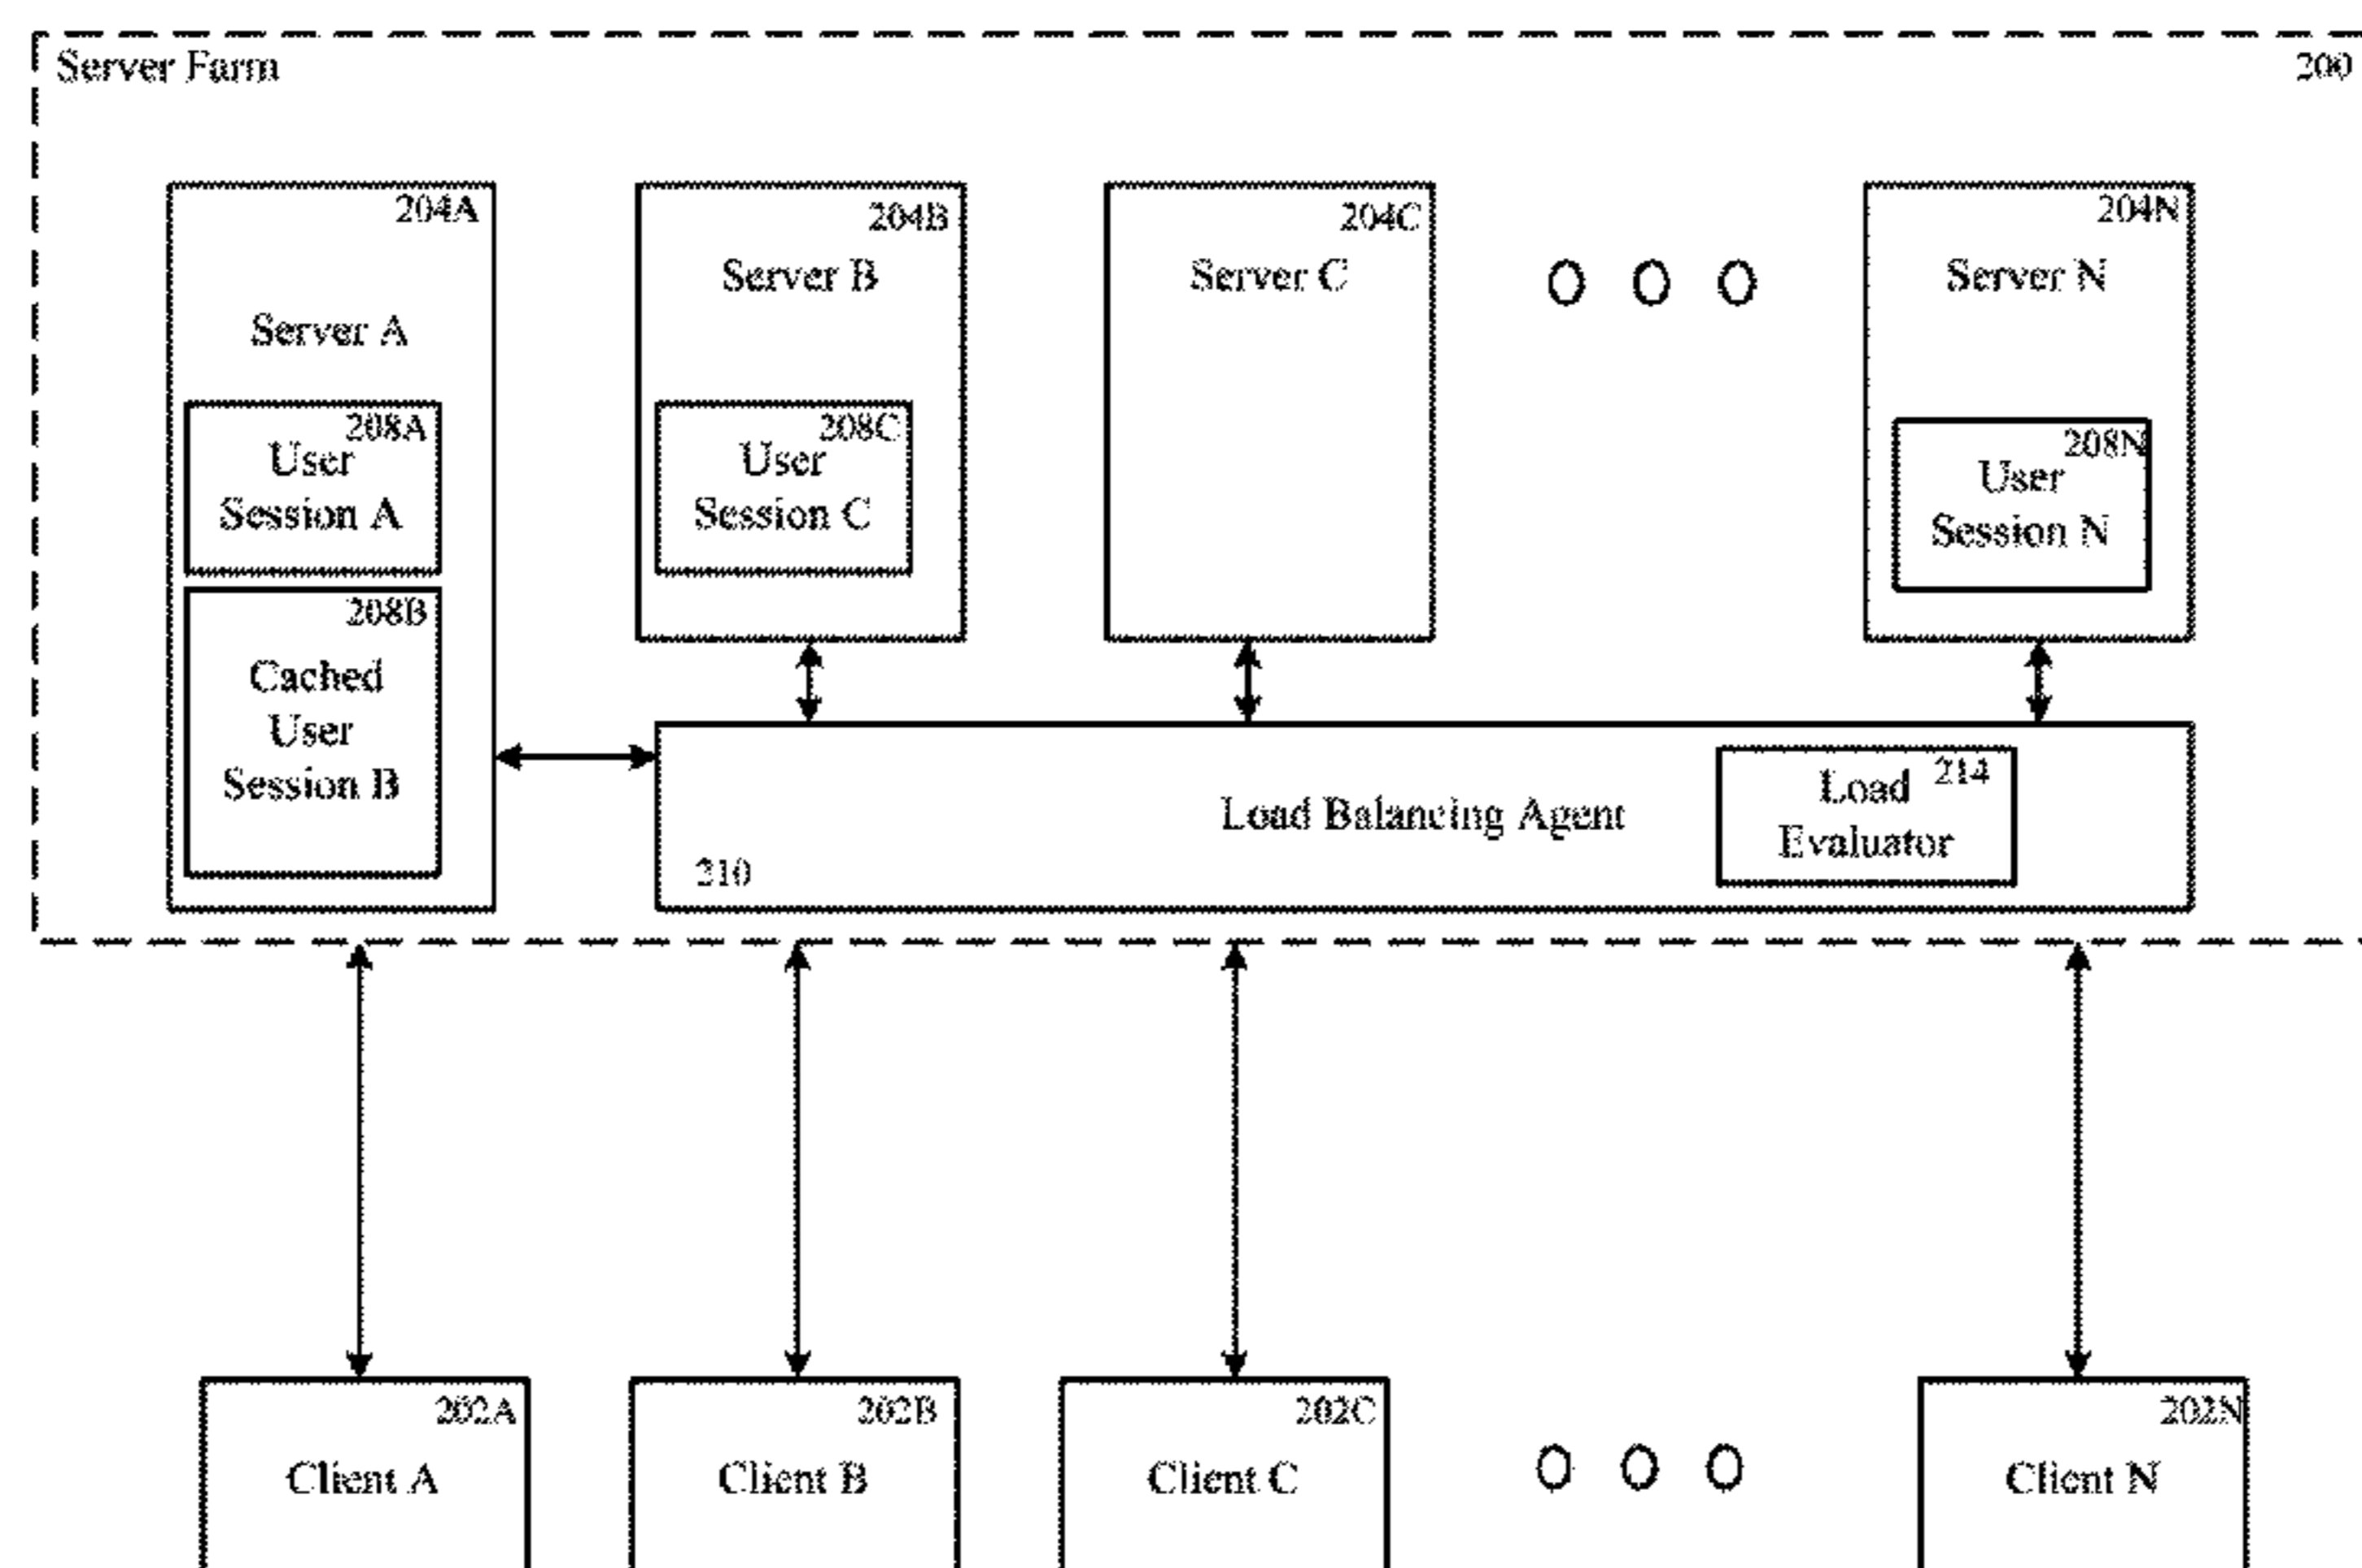 Server Farm
200
204A
Server A
208A
User
Session A
208B
Cached
User
Session B
204B
Server B
208C
User
Session C
204C
Server C
204N
Server N
208N
User
Session N
Load Balancing Agent
210
214
Load
Evaluator
202A
Client A
202B
Client B
202C
Client C
202N
Client N